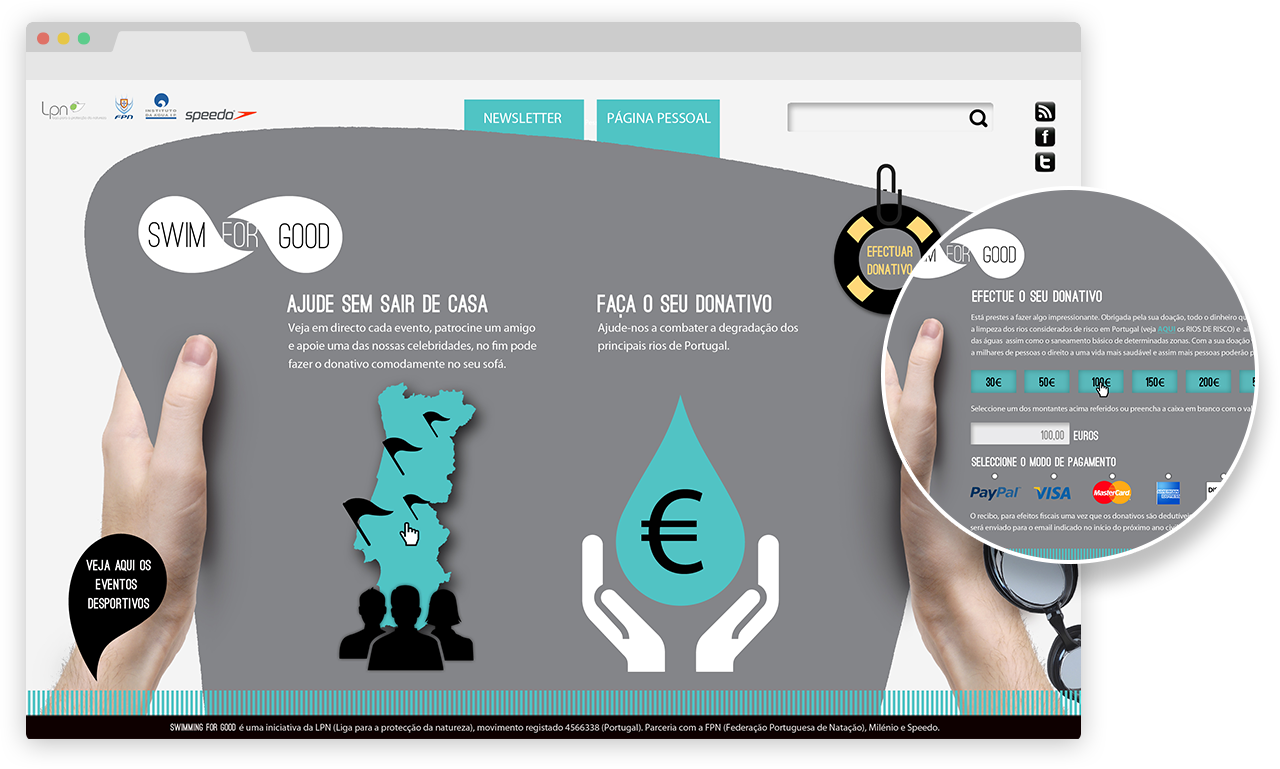 Lpn
FPN
INSTITUTO
DA ÁGUA I.P.
speedo
NEWSLETTER
PÁGINA PESSOAL
SWIM FOR GOOD
EFECTUAR
DONATIVO
AJUDE SEM SAIR DE CASA
Veja em directo cada evento, patrocine um amigo
e apoie uma das nossas celebridades, no fim pode
fazer o donativo comodamente no seu sofá.
FAÇA O SEU DONATIVO
Ajude-nos a combater a degradação dos
principais rios de Portugal.
€
VEJA AQUI OS
EVENTOS
DESPORTIVOS
M FOR GOOD
EFECTUE O SEU DONATIVO
Está prestes a fazer algo impressionante. Obrigada pela sua doação, todo o dinheiro qu
a limpeza dos rios considerados de risco em Portugal (veja AQUI os RIOS DE RISCO) e
das águas assim como o saneamento básico de determinadas zonas. Com a sua doação
a milhares de pessoas o direito a uma vida mais saudável e assim mais pessoas poderão p
30€ 50€ 100€ 150€ 200€ 5
Seleccione um dos montantes acima referidos ou preencha a caixa em branco com o va
100,00 EUROS
SELECCIONE O MODO DE PAGAMENTO
PayPal VISA MasterCard AMERICAN EXPRESS DI
O recibo, para efeitos fiscais uma vez que os donativos são dedutíve
será enviado para o email indicado no início do próximo ano civ
SWIMMING FOR GOOD é uma iniciativa da LPN (Liga para a protecção da natureza), movimento registado 4566338 (Portugal). Parceria com a FPN (Federação Portuguesa de Natação), Milénio e Speedo.